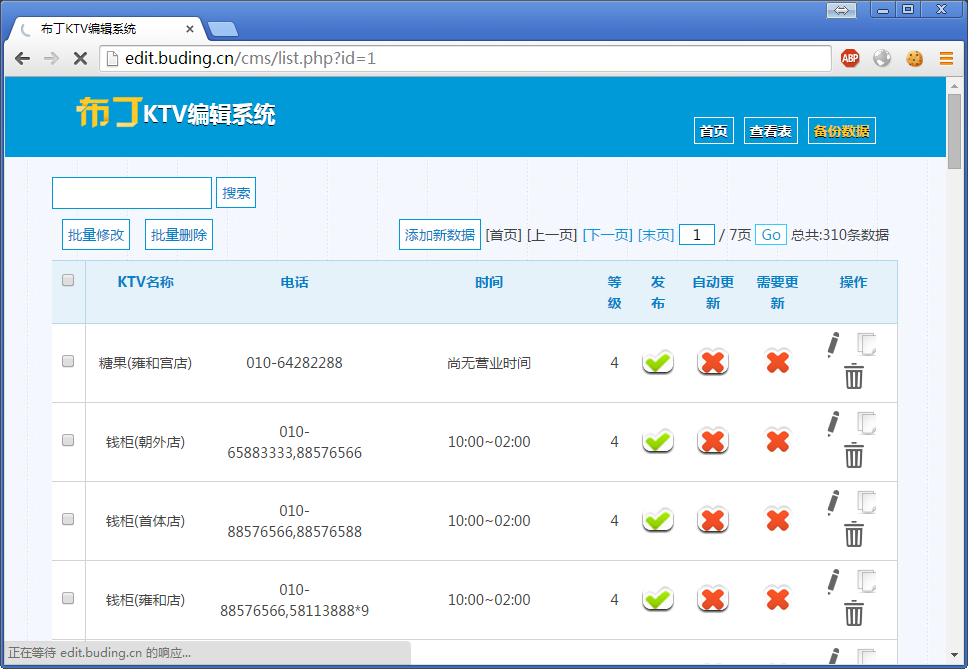 布丁KTV编辑系统
edit.buding.cn/cms/list.php?id=1
ABP
布丁KTV编辑系统
首页 查看表 备份数据
搜索
批量修改 批量删除 添加新数据 [首页] [上一页] [下一页] [末页] 1 / 7页 Go 总共:310条数据
KTV名称 电话 时间 等 发 自动更 需要更 操作
级 布 新 新
糖果(雍和宫店) 010-64282288 尚无营业时间 4
010-
钱柜(朝外店) 65883333,88576566 10:00~02:00 4
010-
钱柜(首体店) 88576566,88576588 10:00~02:00 4
010-
钱柜(雍和店) 88576566,58113888*9 10:00~02:00 4
正在等待 edit.buding.cn 的响应...